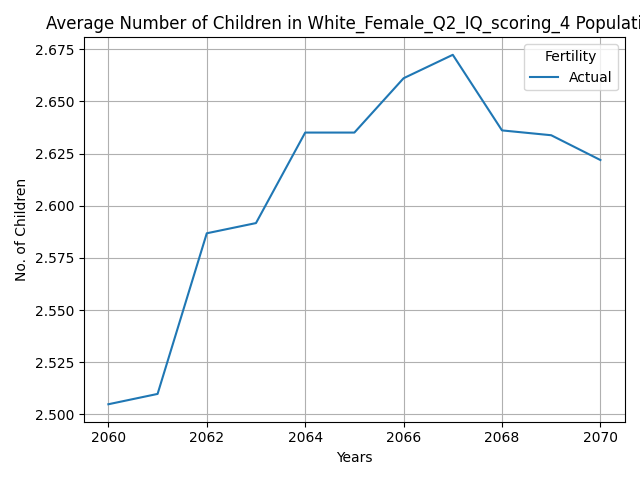 Average Number of Children in White_Female_Q2_IQ_scoring_4 Populati
Fertility
Actual
2.675
2.650
2.625
2.600
2.575
2.550
2.525
2.500
No. of Children
2060 2062 2064 2066 2068 2070
Years